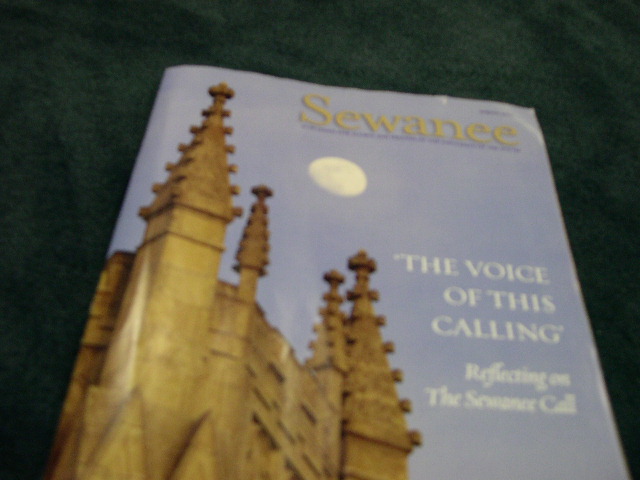 Sewanee
'THE VOICE
OF THIS
CALLING'
Reflecting on
The Sewanee Call